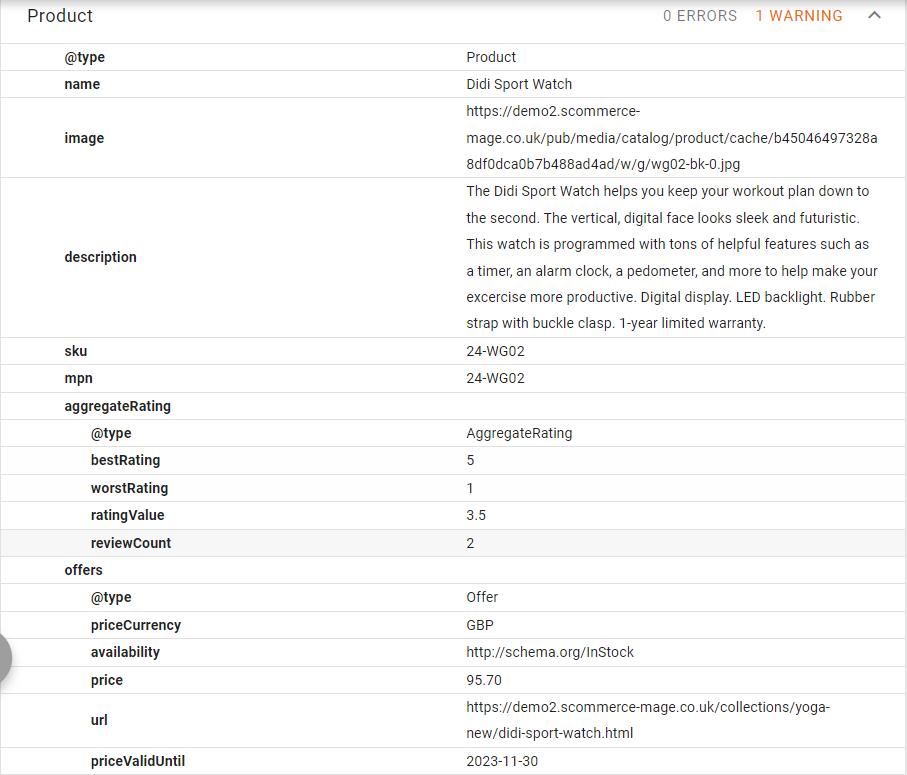 Product 0 ERRORS 1 WARNING
@type Product
name Didi Sport Watch
https://demo2.scommerce-
image mage.co.uk/pub/media/catalog/product/cache/b45046497328a
8df0dca0b7b488ad4ad/w/g/wg02-bk-0.jpg
The Didi Sport Watch helps you keep your workout plan down to
the second. The vertical, digital face looks sleek and futuristic.
This watch is programmed with tons of helpful features such as
description a timer, an alarm clock, a pedometer, and more to help make your
excercise more productive. Digital display. LED backlight. Rubber
strap with buckle clasp. 1-year limited warranty.
sku 24-WG02
mpn 24-WG02
aggregateRating
@type AggregateRating
bestRating 5
worstRating 1
ratingValue 3.5
reviewCount 2
offers
@type Offer
priceCurrency GBP
availability http://schema.org/InStock
price 95.70
url https://demo2.scommerce-mage.co.uk/collections/yoga-
new/didi-sport-watch.html
priceValidUntil 2023-11-30